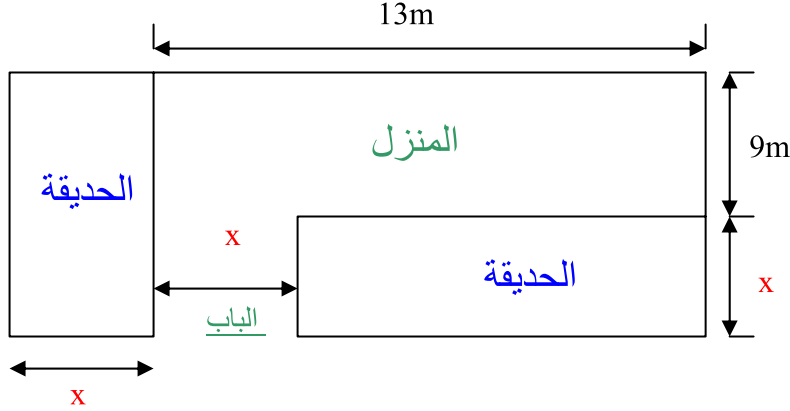 13m
المنزل
9m
الحديقة
x
الحديقة
x
الباب
x